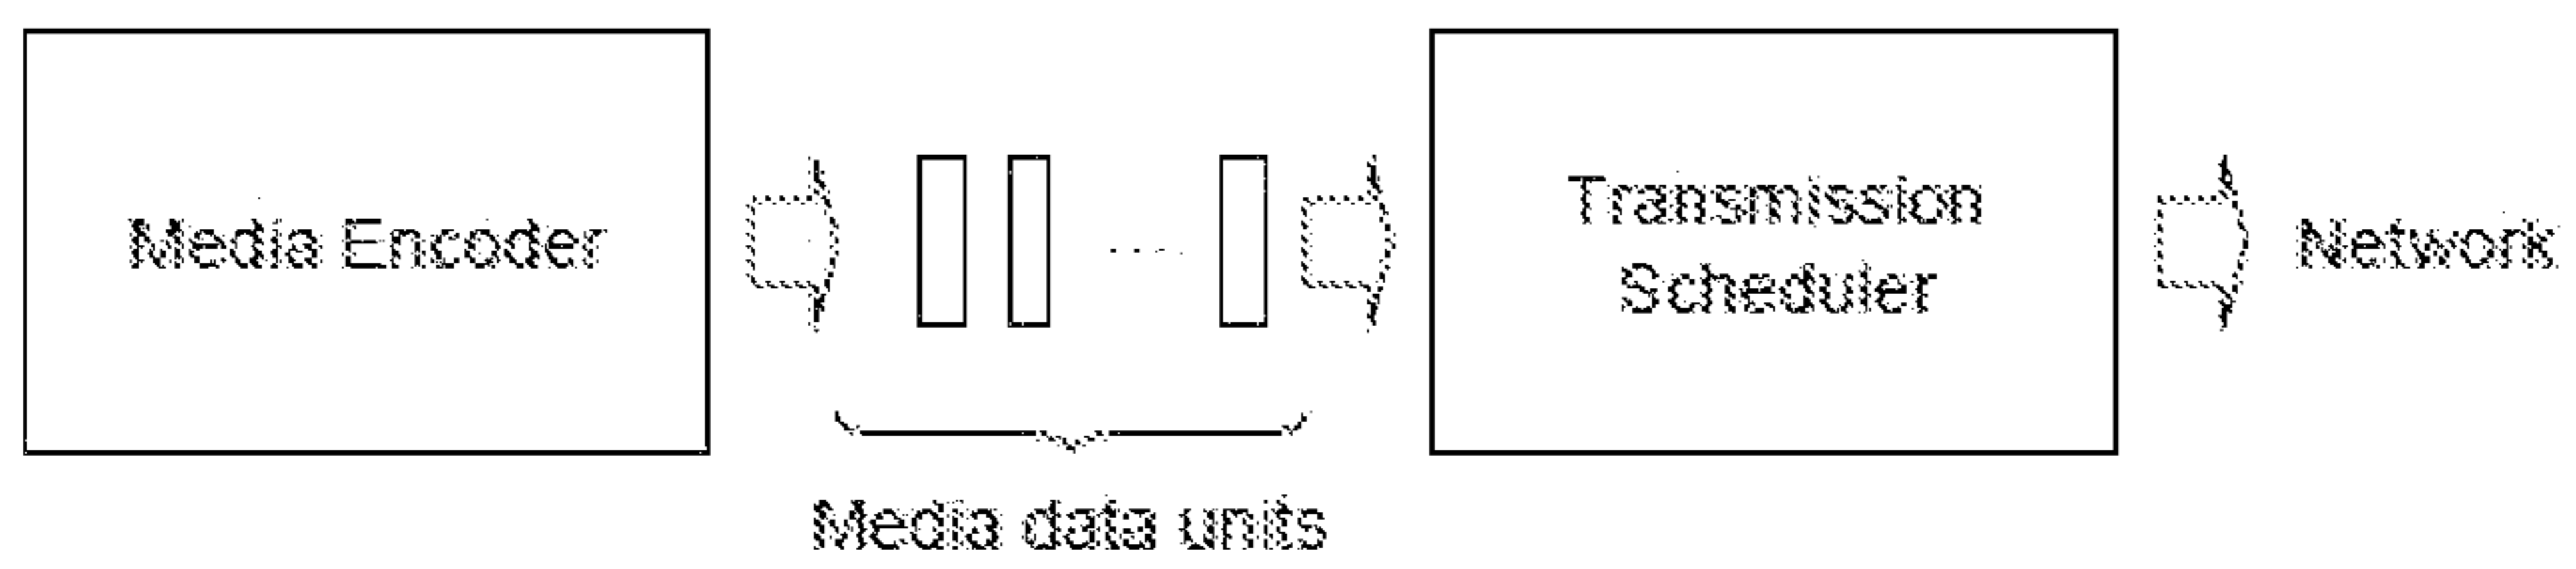 Media Encoder
Transmission
Scheduler
Network
Media data units